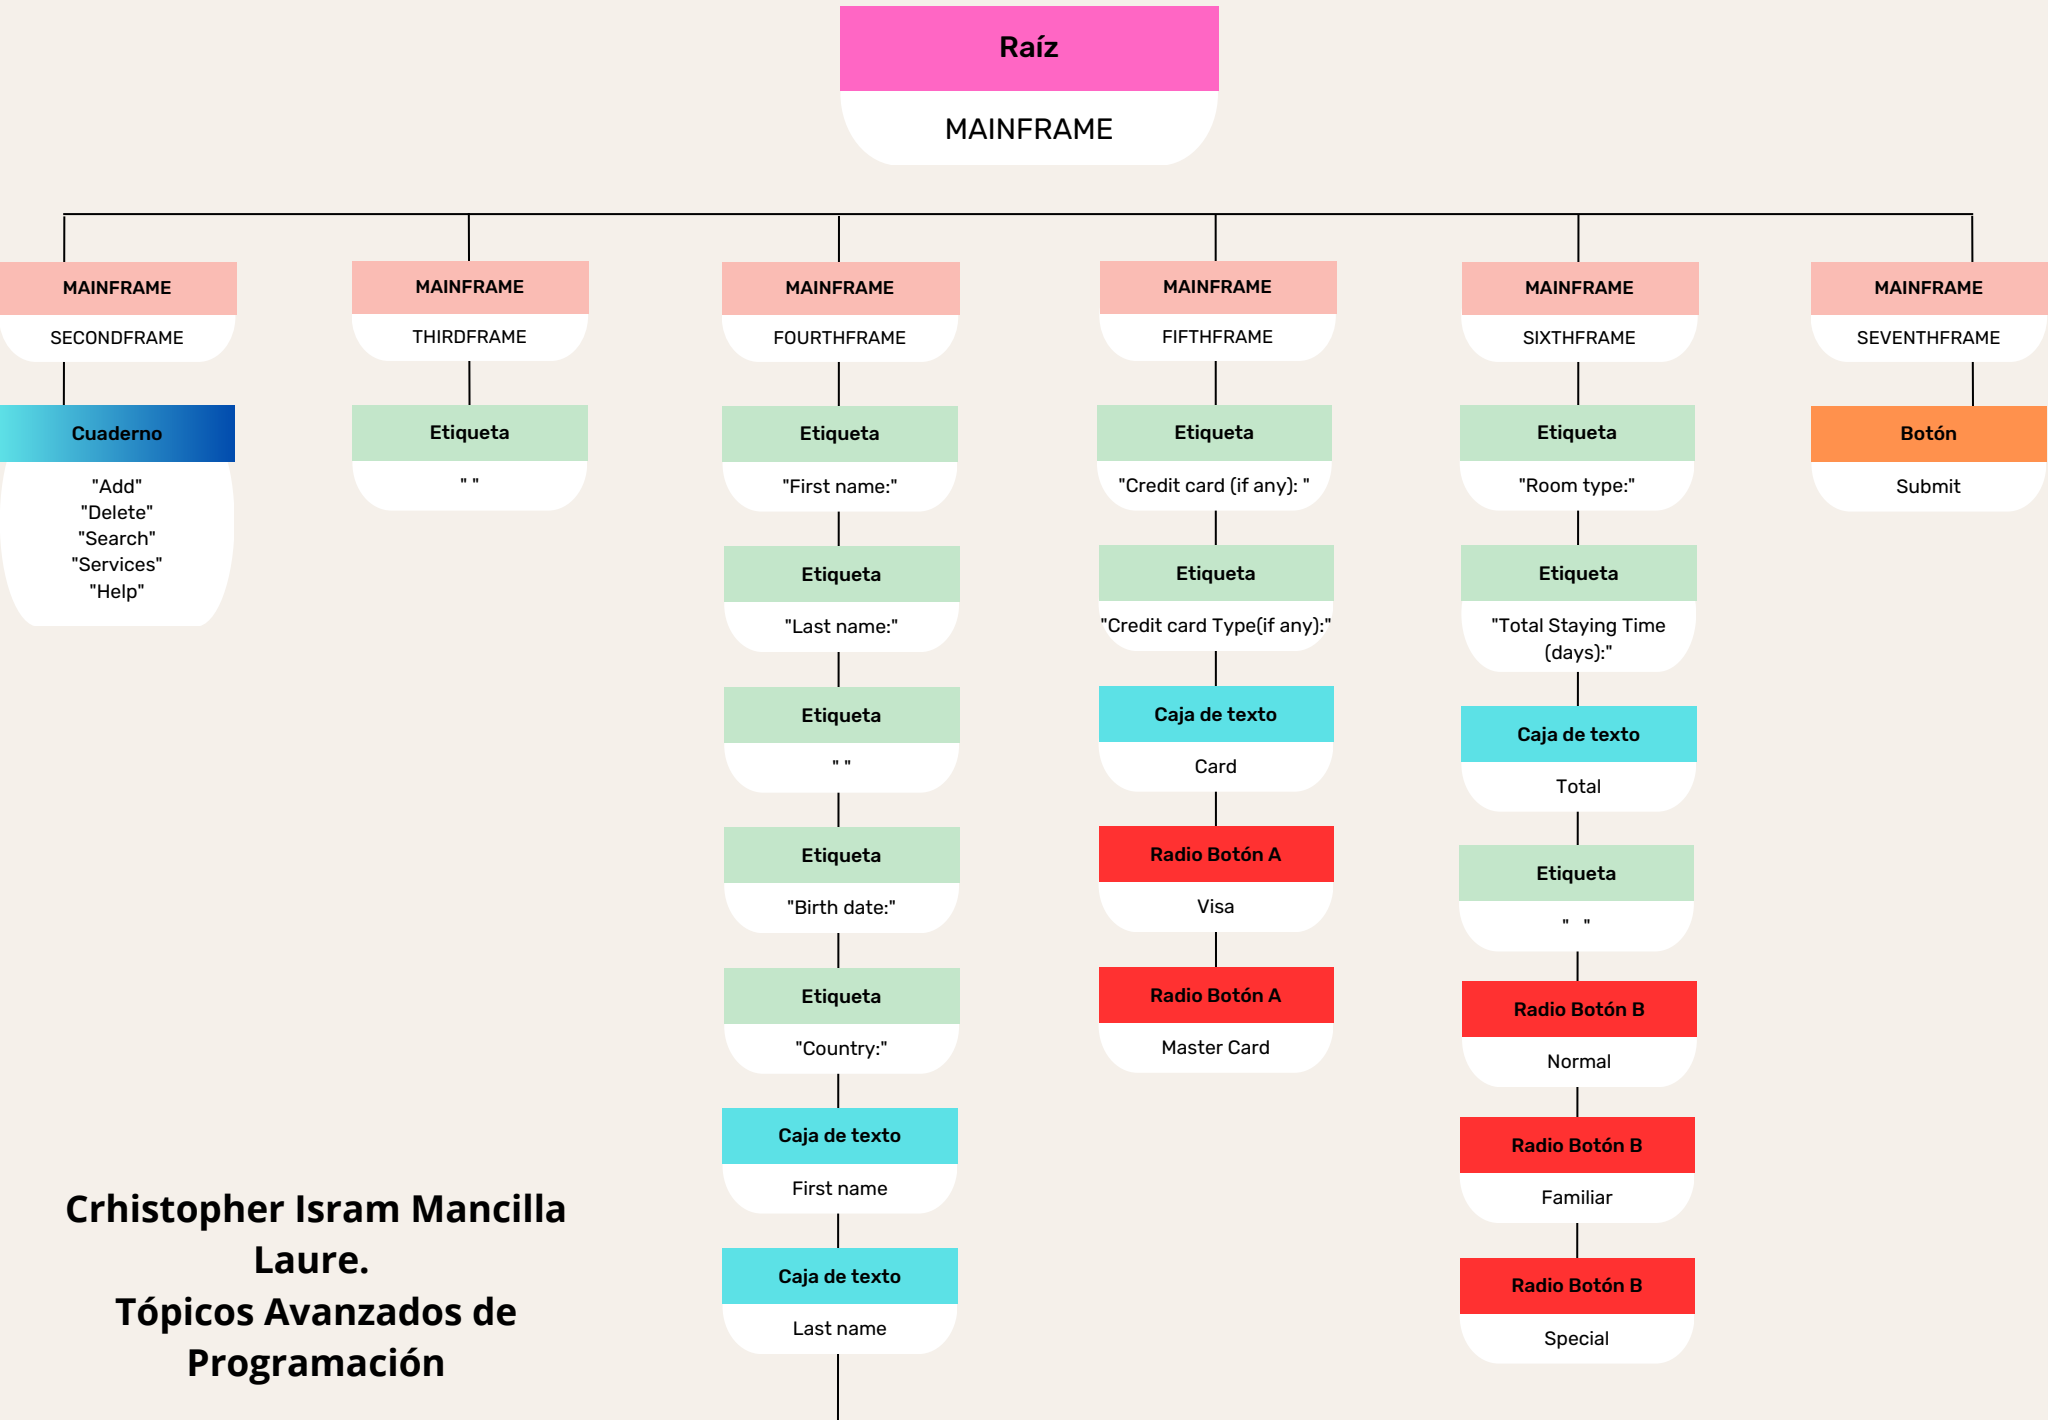 Raíz
MAINFRAME
MAINFRAME
SECONDFRAME
Cuaderno
"Add"
"Delete"
"Search"
"Services"
"Help"
MAINFRAME
THIRDFRAME
Etiqueta
" "
MAINFRAME
FOURTHFRAME
Etiqueta
"First name:"
Etiqueta
"Last name:"
Etiqueta
" "
Etiqueta
"Birth date:"
Etiqueta
"Country:"
Caja de texto
First name
Caja de texto
Last name
MAINFRAME
FIFTHFRAME
Etiqueta
"Credit card (if any): "
Etiqueta
"Credit card Type(if any):"
Caja de texto
Card
Radio Botón A
Visa
Radio Botón A
Master Card
MAINFRAME
SIXTHFRAME
Etiqueta
"Room type:"
Etiqueta
"Total Staying Time
(days):"
Caja de texto
Total
Etiqueta
"   "
Radio Botón B
Normal
Radio Botón B
Familiar
Radio Botón B
Special
MAINFRAME
SEVENTHFRAME
Botón
Submit
Crhistopher Isram Mancilla
Laure.
Tópicos Avanzados de
Programación